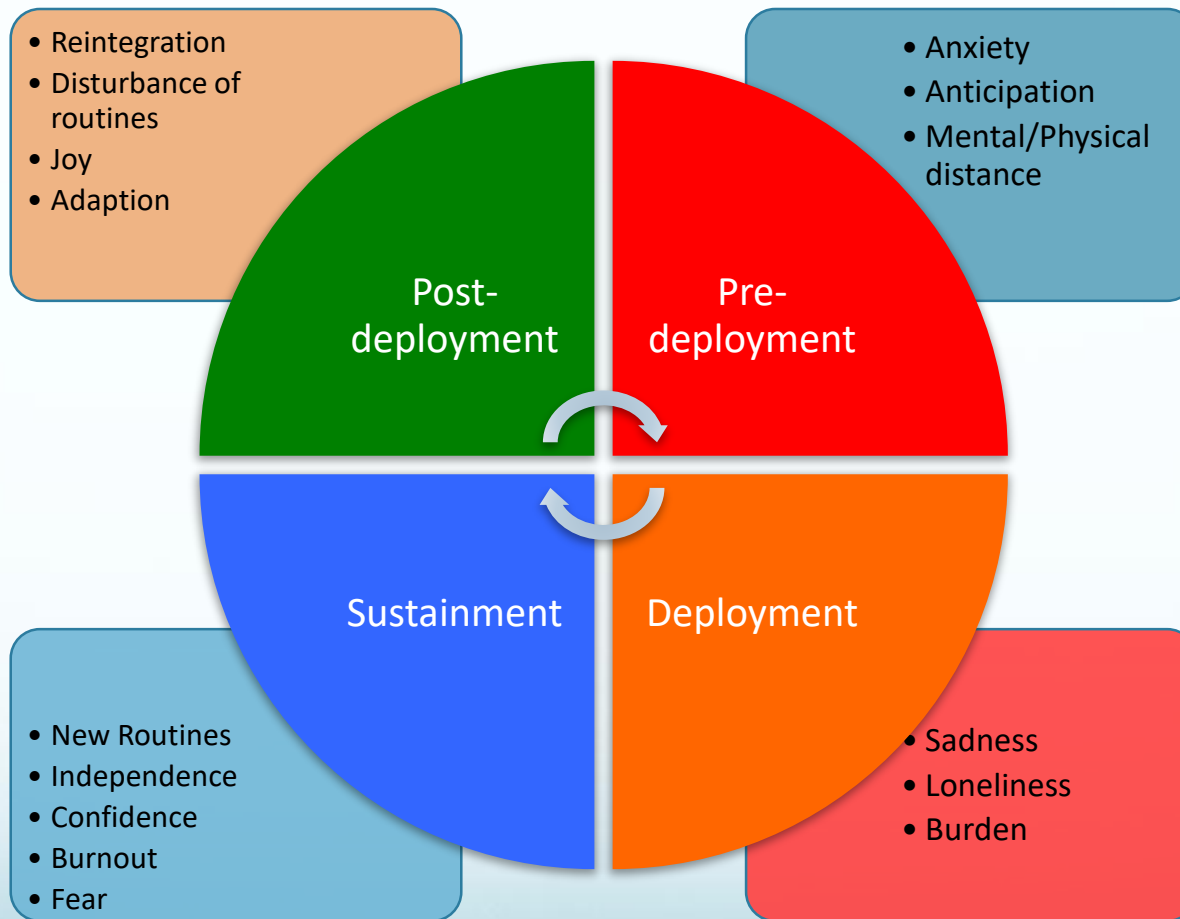 • Reintegration
• Disturbance of
routines
• Joy
• Adaption
• Anxiety
• Anticipation
• Mental/Physical
distance
Post-
deployment
Pre-
deployment
Sustainment
Deployment
• New Routines
• Independence
• Confidence
• Burnout
• Fear
• Sadness
• Loneliness
• Burden